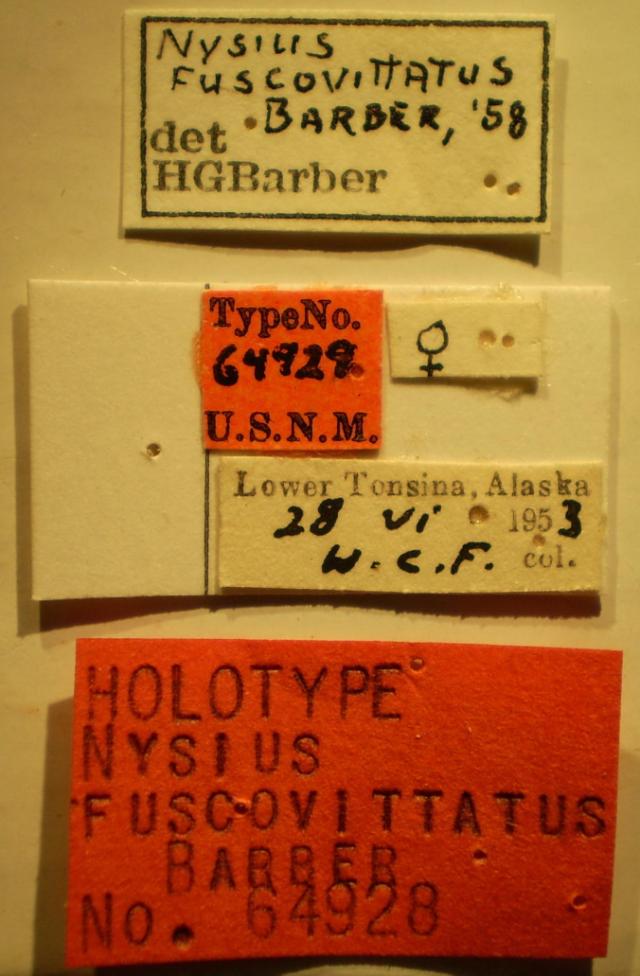 NYSIUS
FUSCOVITTATUS
BARBER, '58
det
HGBarber
TypeNo.
64928
U.S.N.M.
♀
Lower Tonsina, Alaska
28 vi 1953
W.C.F. col.
HOLOTYPE
NYSIUS
FUSCOVITTATUS
BARBER
No. 64928